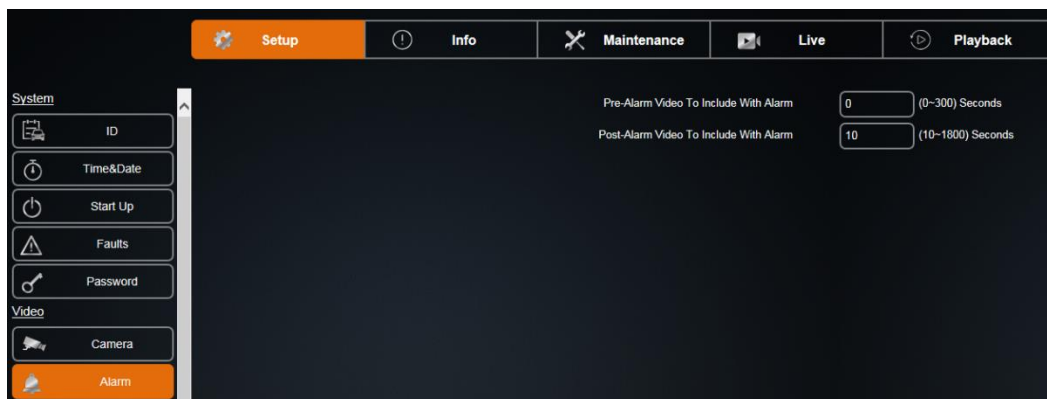 Setup Info Maintenance Live Playback
System
ID
Time&Date
Start Up
Faults
Password
Video
Camera
Alarm
Pre-Alarm Video To Include With Alarm 0 (0~300) Seconds
Post-Alarm Video To Include With Alarm 10 (10~1800) Seconds